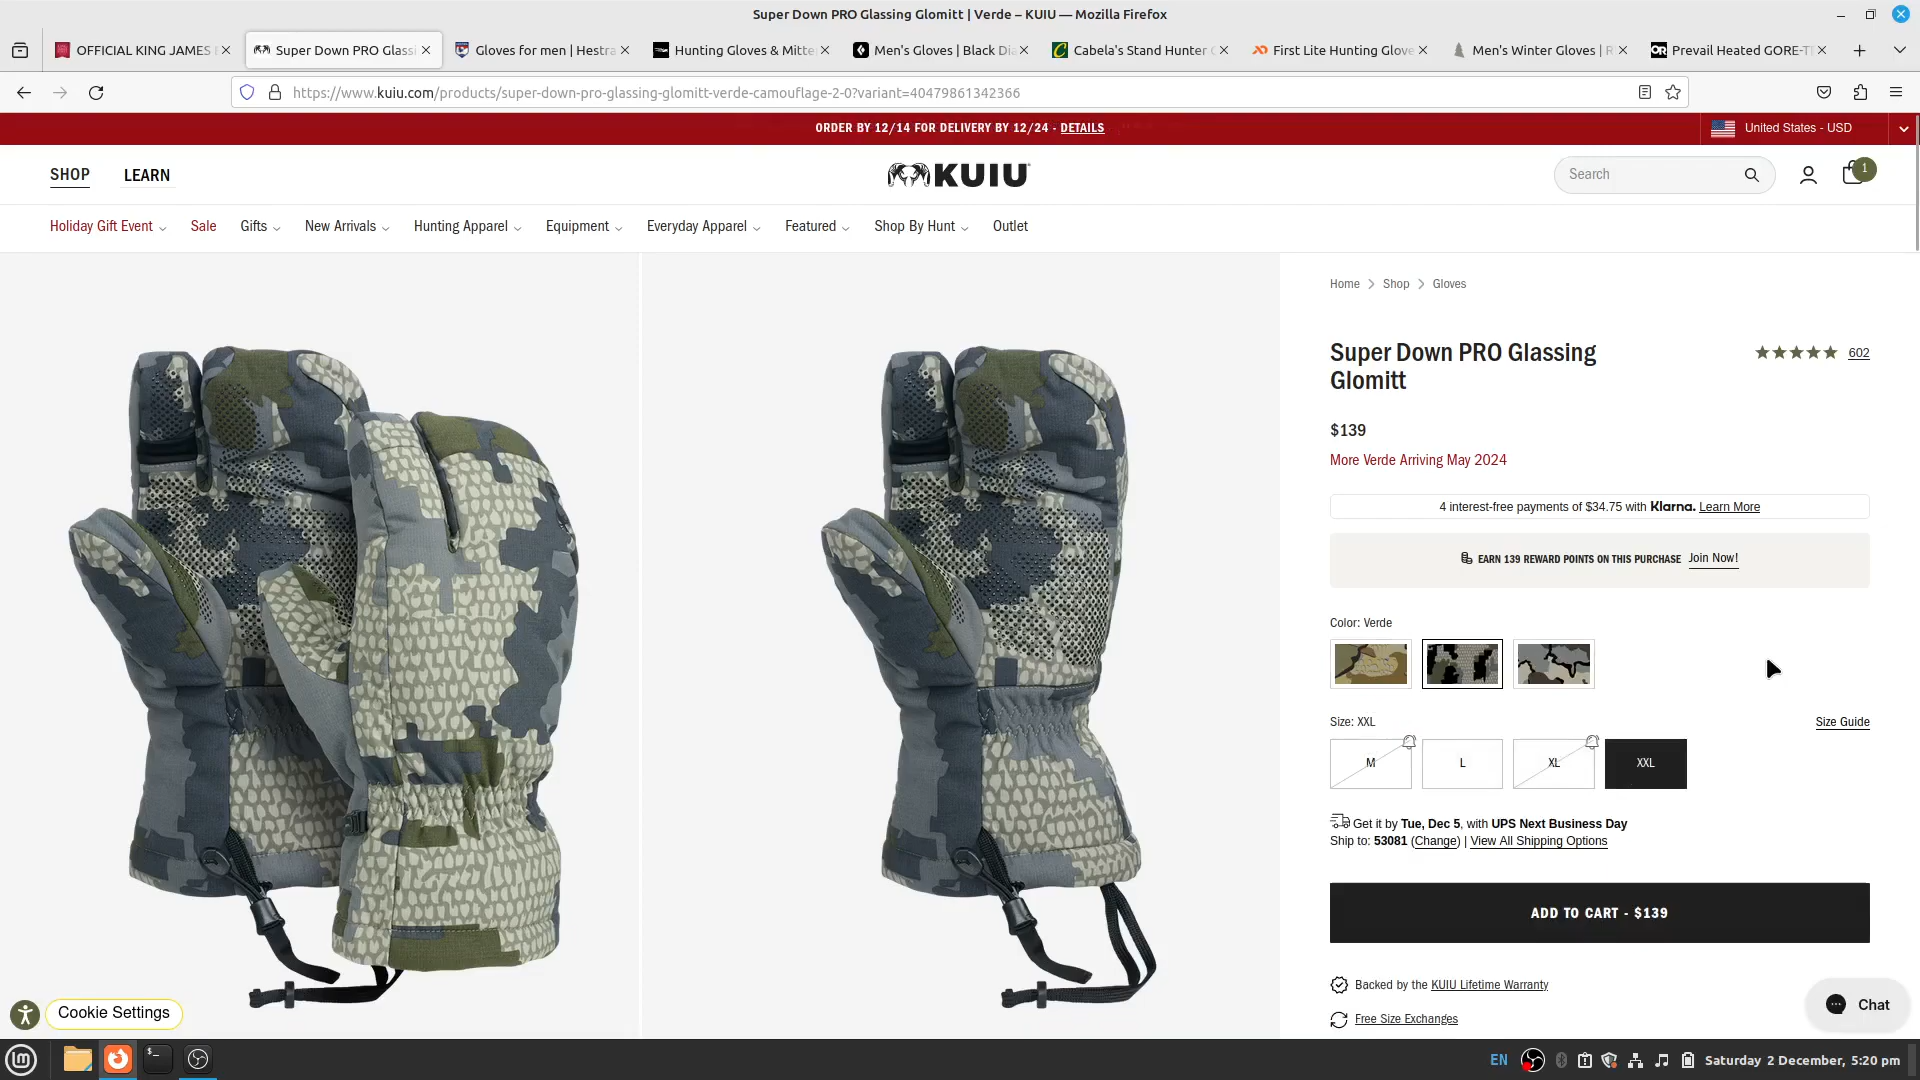 Super Down PRO Glassing Glomitt | Verde – KUIU — Mozilla Firefox
OFFICIAL KING JAMES
Super Down PRO Glassi
Gloves for men | Hestra
Hunting Gloves & Mitte
Men's Gloves | Black Dia
Cabela's Stand Hunter
First Lite Hunting Glove
Men's Winter Gloves | R
Prevail Heated GORE-T
https://www.kuiu.com/products/super-down-pro-glassing-glomitt-verde-camouflage-2-0?variant=40479861342366
ORDER BY 12/14 FOR DELIVERY BY 12/24 - DETAILS
United States - USD
SHOP
LEARN
KUIU
Search
1
Holiday Gift Event
Sale
Gifts
New Arrivals
Hunting Apparel
Equipment
Everyday Apparel
Featured
Shop By Hunt
Outlet
Home > Shop > Gloves
Super Down PRO Glassing
Glomitt
602
$139
More Verde Arriving May 2024
4 interest-free payments of $34.75 with Klarna. Learn More
EARN 139 REWARD POINTS ON THIS PURCHASE Join Now!
Color: Verde
Size: XXL
Size Guide
M
L
XL
XXL
Get it by Tue, Dec 5, with UPS Next Business Day
Ship to: 53081 (Change) | View All Shipping Options
ADD TO CART - $139
Backed by the KUIU Lifetime Warranty
Free Size Exchanges
Cookie Settings
Chat
EN
Saturday 2 December, 5:20 pm